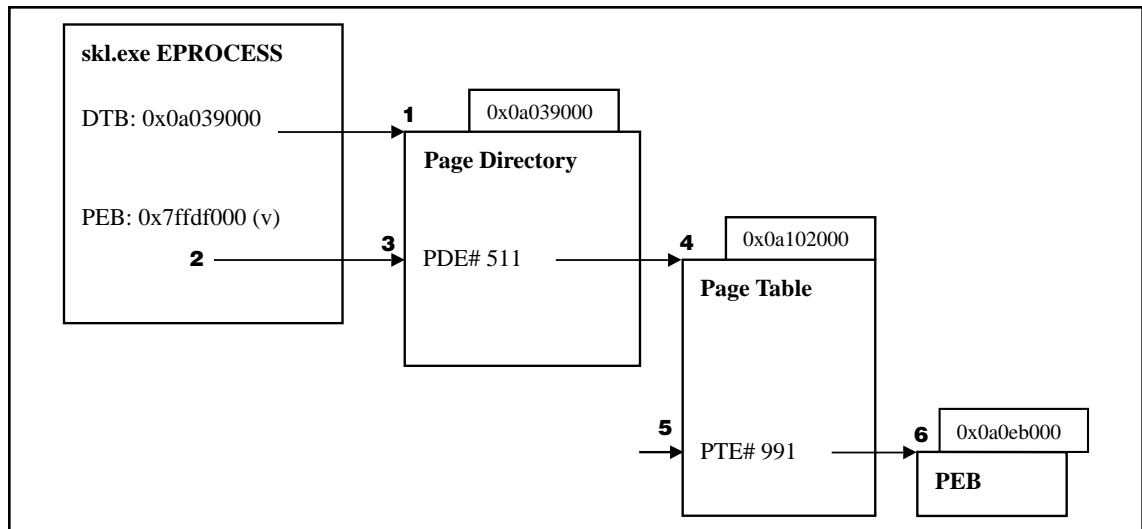 skl.exe EPROCESS
DTB: 0x0a039000
1
0x0a039000
Page Directory
PEB: 0x7ffdf000 (v)
2
3
PDE# 511
4
0x0a102000
Page Table
5
PTE# 991
6
0x0a0eb000
PEB